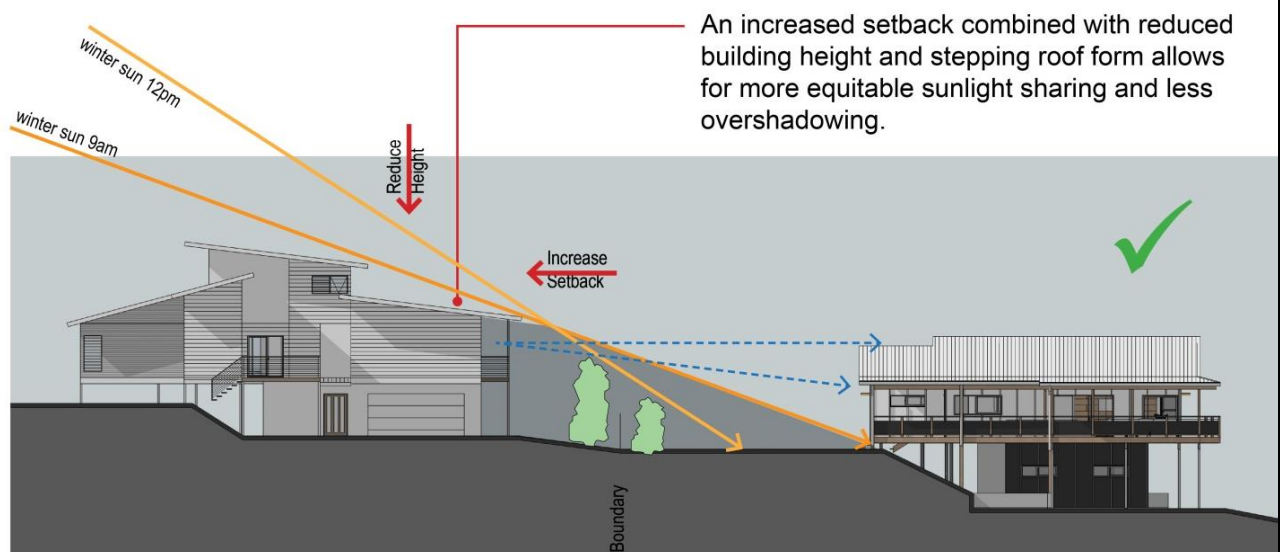 An increased setback combined with reduced
building height and stepping roof form allows
for more equitable sunlight sharing and less
overshadowing.
winter sun 12pm
winter sun 9am
Reduce
Height
Increase
Setback
Boundary